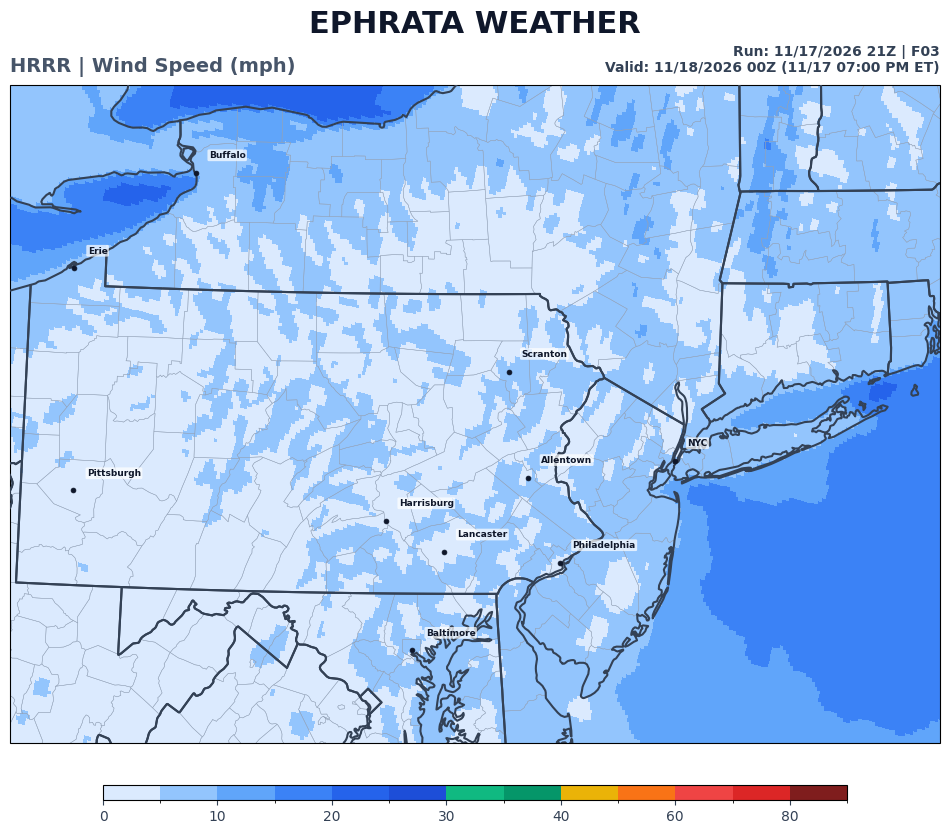 EPHRATA WEATHER
HRRR | Wind Speed (mph)
Run: 11/17/2026 21Z | F03
Valid: 11/18/2026 00Z (11/17 07:00 PM ET)
Buffalo
Erie
Scranton
NYC
Allentown
Pittsburgh
Harrisburg
Lancaster
Philadelphia
Baltimore
0 10 20 30 40 50 60 70 80